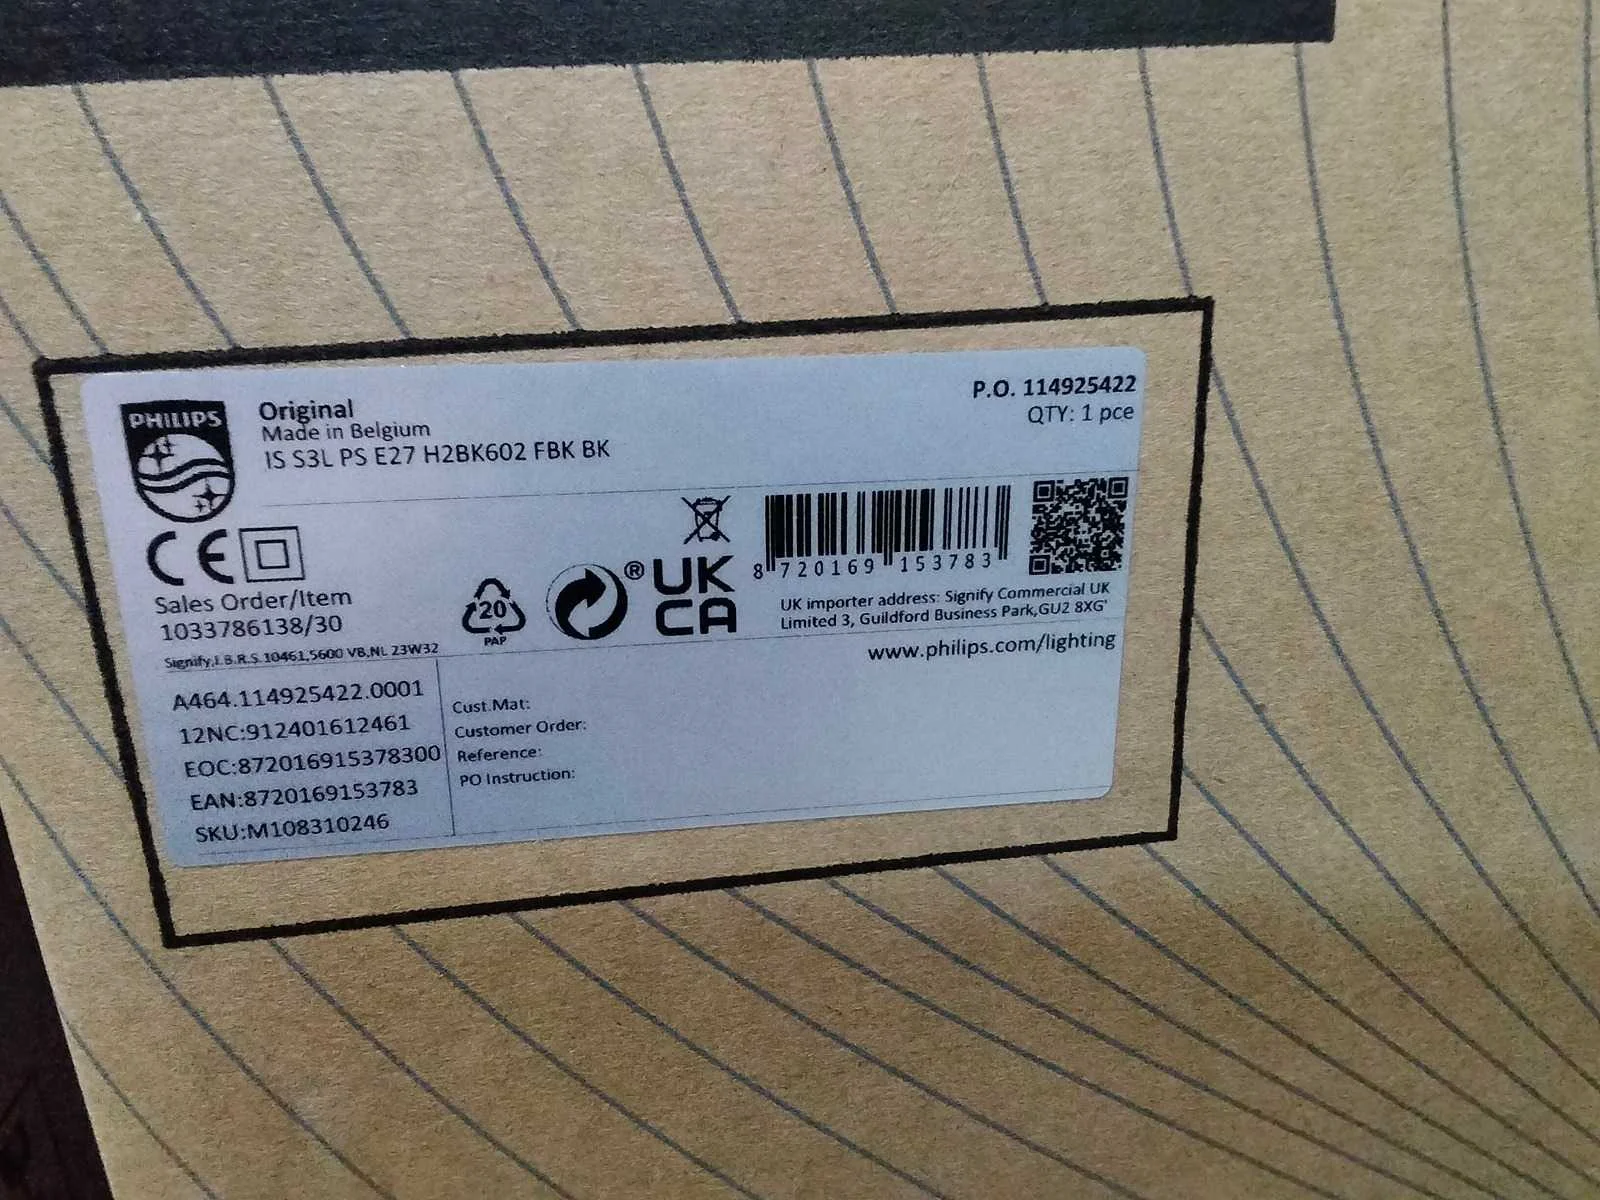 PHILIPS
Original
Made in Belgium
IS S3L PS E27 H2BK602 FBK BK
P.O. 114925422
QTY: 1 pce
CE
Sales Order/Item
1033786138/30
Signify,I.B.R.S.10461,5600 VB,NL 23W32
20
PAP
®
UK
CA
8 720169 153783
UK importer address: Signify Commercial UK
Limited 3, Guildford Business Park,GU2 8XG'
www.philips.com/lighting
A464.114925422.0001
12NC:912401612461
EOC:872016915378300
EAN:8720169153783
SKU:M108310246
Cust.Mat:
Customer Order:
Reference:
PO Instruction: